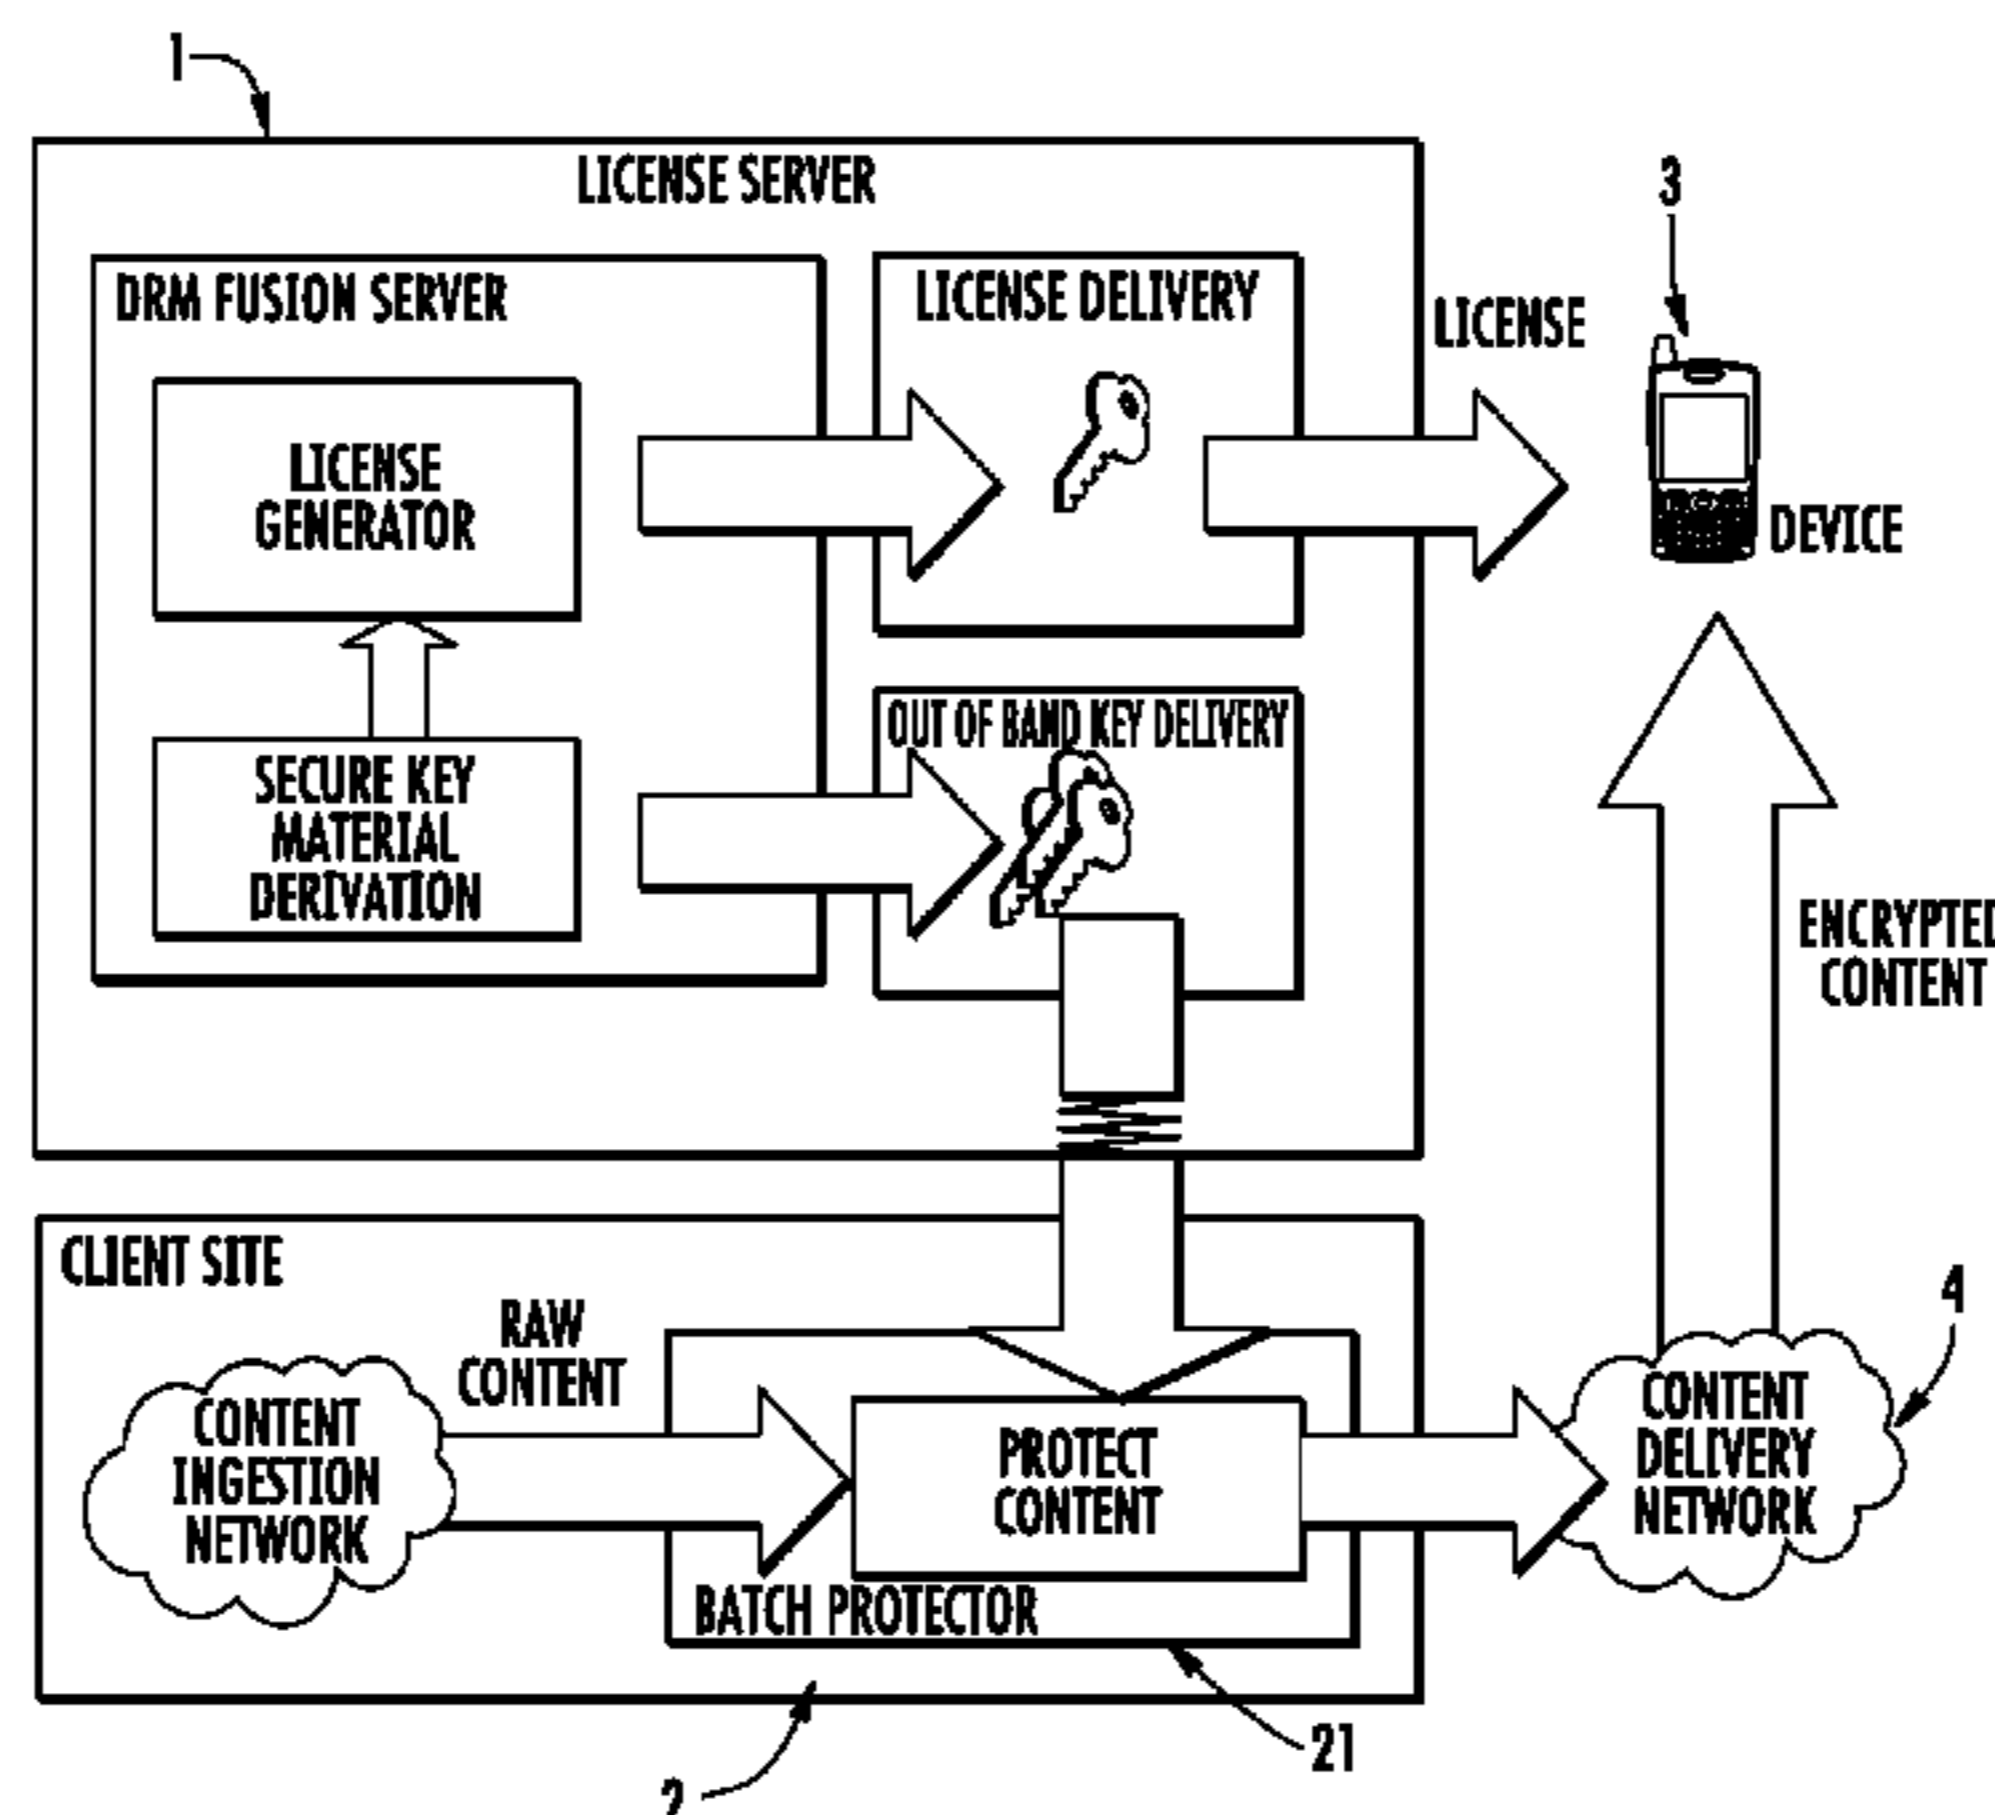 1
LICENSE SERVER
3
DRM FUSION SERVER
LICENSE DELIVERY
LICENSE
LICENSE
GENERATOR
DEVICE
OUT OF BAND KEY DELIVERY
SECURE KEY
MATERIAL
DERIVATION
ENCRYPTED
CONTENT
CLIENT SITE
4
RAW
CONTENT
CONTENT
INGESTION
NETWORK
PROTECT
CONTENT
CONTENT
DELIVERY
NETWORK
BATCH PROTECTOR
21
2